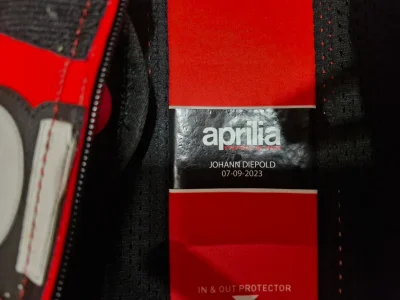 aprilia
JOHANN DIEPOLD
07-09-2023
IN & OUT PROTECTOR